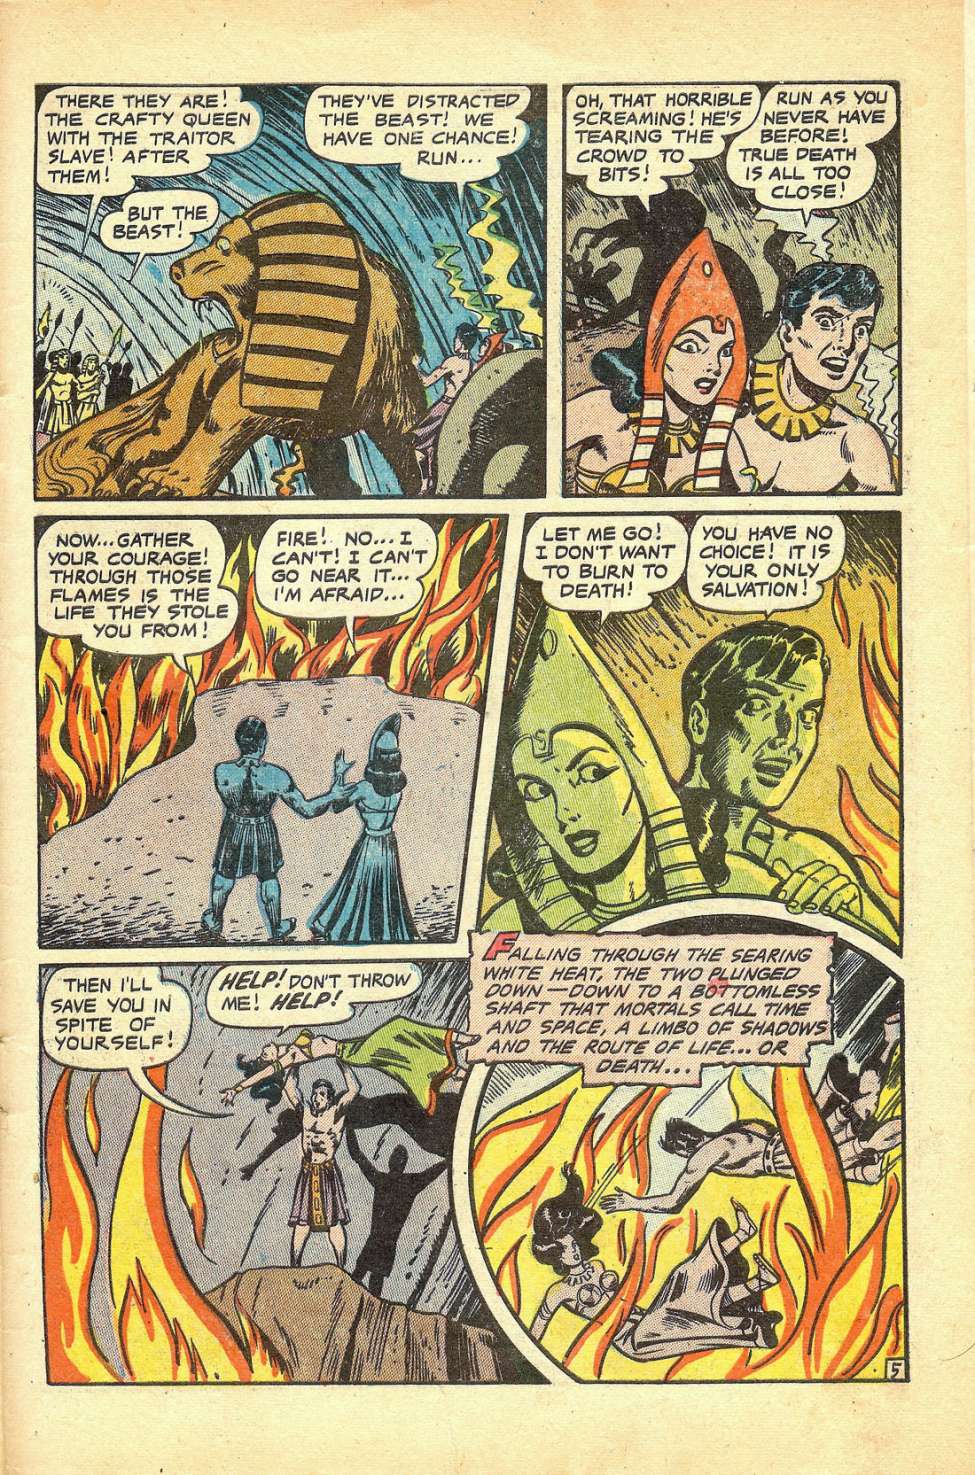 THERE THEY ARE!
THE CRAFTY QUEEN
WITH THE TRAITOR
SLAVE! AFTER
THEM!
BUT THE
BEAST!
THEY'VE DISTRACTED
THE BEAST! WE
HAVE ONE CHANCE!
RUN...
OH, THAT HORRIBLE
SCREAMING! HE'S
TEARING THE
CROWD TO
BITS!
RUN AS YOU
NEVER HAVE
BEFORE!
TRUE DEATH
IS ALL TOO
CLOSE!
NOW...GATHER
YOUR COURAGE!
THROUGH THOSE
FLAMES IS THE
LIFE THEY STOLE
YOU FROM!
FIRE! NO... I
CAN'T! I CAN'T
GO NEAR IT...
I'M AFRAID...
LET ME GO!
I DON'T WANT
TO BURN TO
DEATH!
YOU HAVE NO
CHOICE! IT IS
YOUR ONLY
SALVATION!
THEN I'LL
SAVE YOU IN
SPITE OF
YOURSELF!
HELP! DON'T THROW
ME! HELP!
FALLING THROUGH THE SEARING
WHITE HEAT, THE TWO PLUNGED
DOWN—DOWN TO A BOTTOMLESS
SHAFT THAT MORTALS CALL TIME
AND SPACE, A LIMBO OF SHADOWS
AND THE ROUTE OF LIFE... OR
DEATH...
5